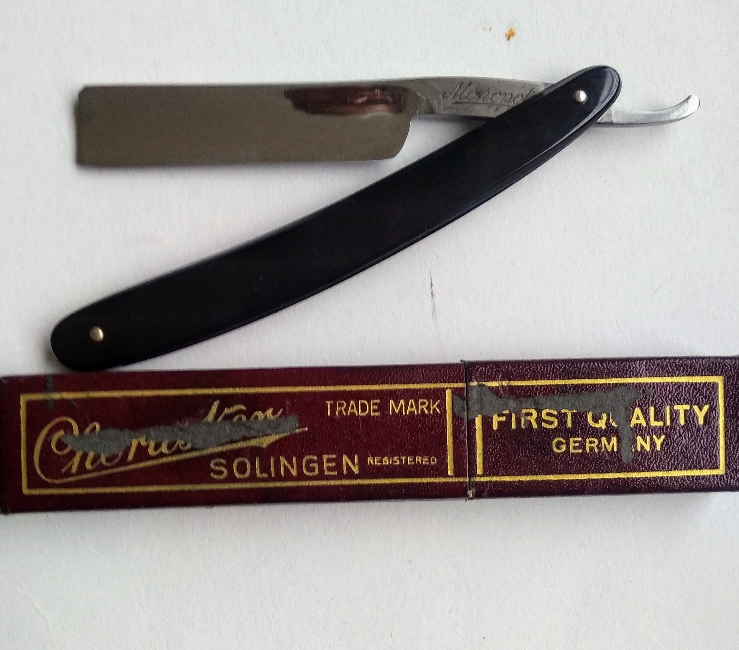 TRADE MARK
SOLINGEN REGISTERED
FIRST QUALITY
GERMANY